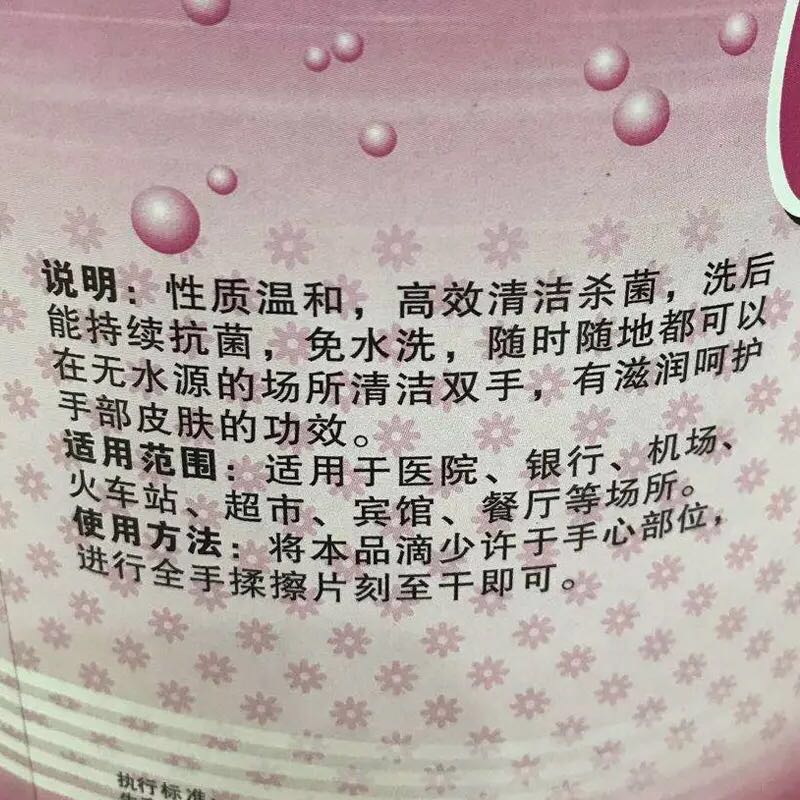 说明：性质温和，高效清洁杀菌，洗后
能持续抗菌，免水洗，随时随地都可以
在无水源的场所清洁双手，有滋润呵护
手部皮肤的功效。
适用范围：适用于医院、银行、机场、
火车站、超市、宾馆、餐厅等场所。
使用方法：将本品滴少许于手心部位，
进行全手揉擦片刻至干即可。
执行标准